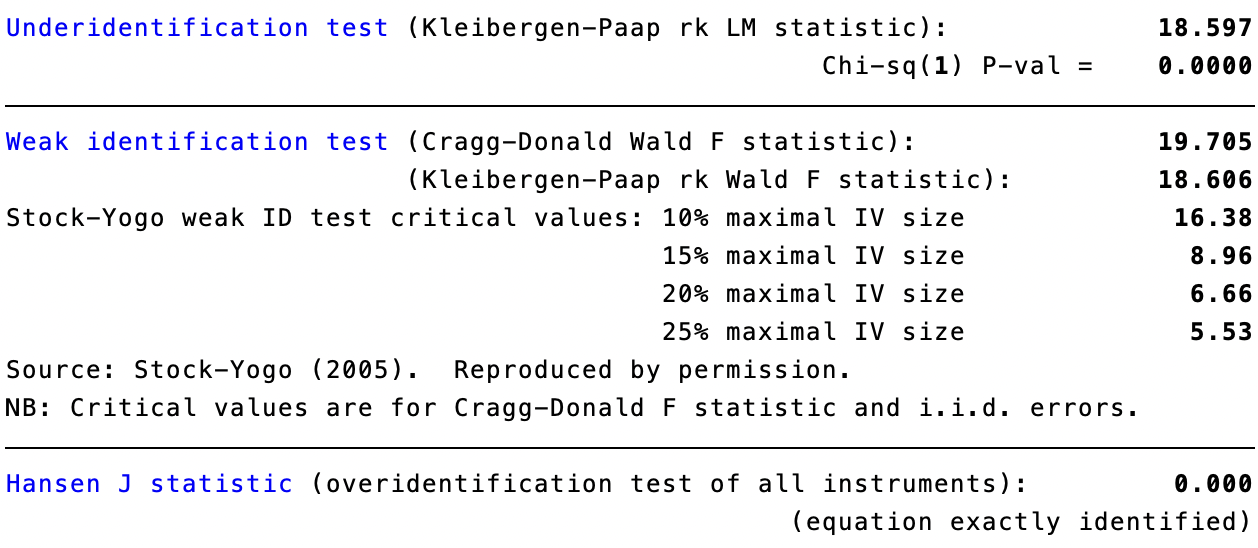 Underidentification test (Kleibergen-Paap rk LM statistic): 18.597
Chi-sq(1) P-val = 0.0000
Weak identification test (Cragg-Donald Wald F statistic): 19.705
(Kleibergen-Paap rk Wald F statistic): 18.606
Stock-Yogo weak ID test critical values: 10% maximal IV size 16.38
15% maximal IV size 8.96
20% maximal IV size 6.66
25% maximal IV size 5.53
Source: Stock-Yogo (2005). Reproduced by permission.
NB: Critical values are for Cragg-Donald F statistic and i.i.d. errors.
Hansen J statistic (overidentification test of all instruments): 0.000
(equation exactly identified)